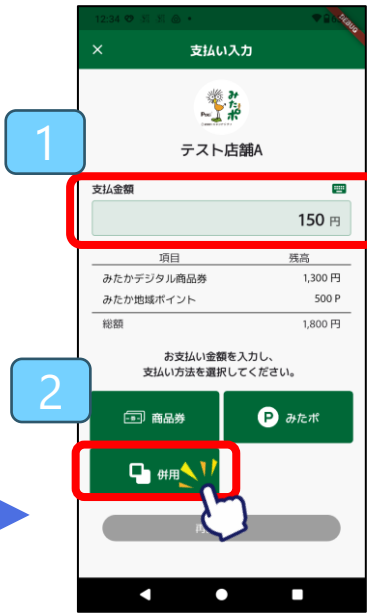 12:34
DEBUG
× 支払い入力
みたポ
Poki
テスト店舗A
1
支払金額
150 円
項目 残高
みたかデジタル商品券 1,300 円
みたか地域ポイント 500 P
総額 1,800 円
お支払い金額を入力し、
支払い方法を選択してください。
2
商品券
P みたポ
併用